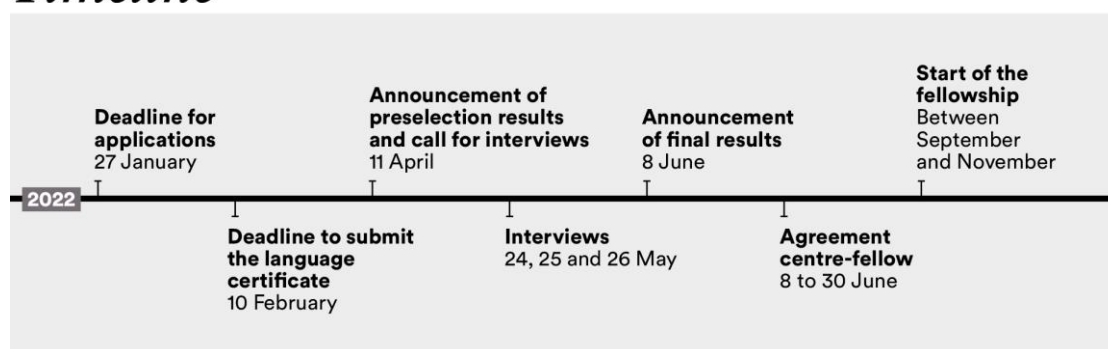 Timeline
Deadline for
applications
27 January
Announcement of
preselection results
and call for interviews
11 April
Announcement
of final results
8 June
Start of the
fellowship
Between
September
and November
2022
Deadline to submit
the language
certificate
10 February
Interviews
24, 25 and 26 May
Agreement
centre-fellow
8 to 30 June